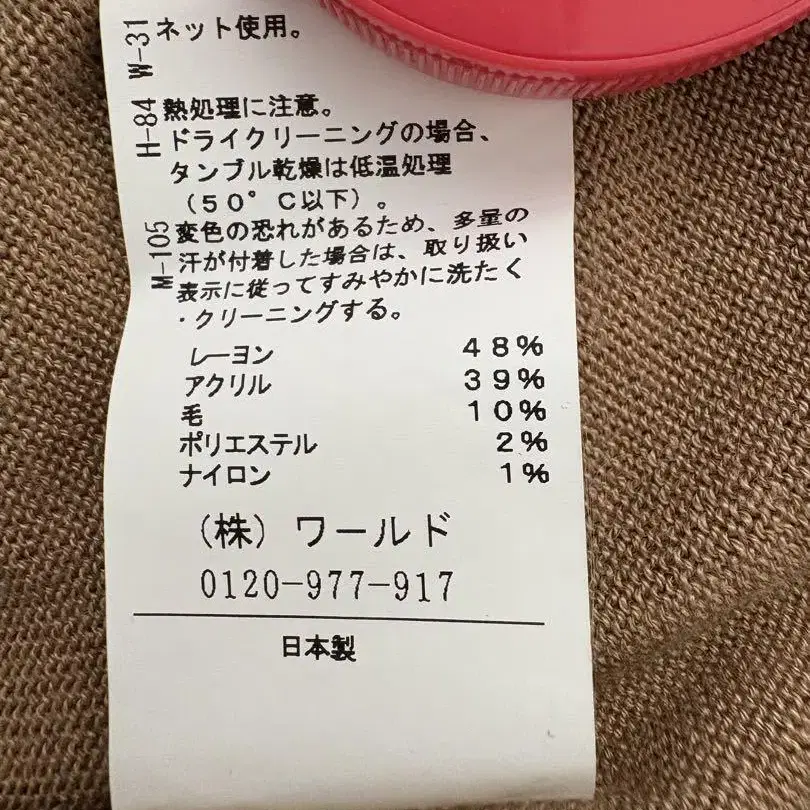 W-31
ネット使用。
H-84
熱処理に注意。
ドライクリーニングの場合、
タンブル乾燥は低温処理
(50°C以下)。
M-105
変色の恐れがあるため、多量の
汗が付着した場合は、取り扱い
表示に従ってすみやかに洗たく
・クリーニングする。
レーヨン 48%
アクリル 39%
毛 10%
ポリエステル 2%
ナイロン 1%
(株)ワールド
0120-977-917
日本製